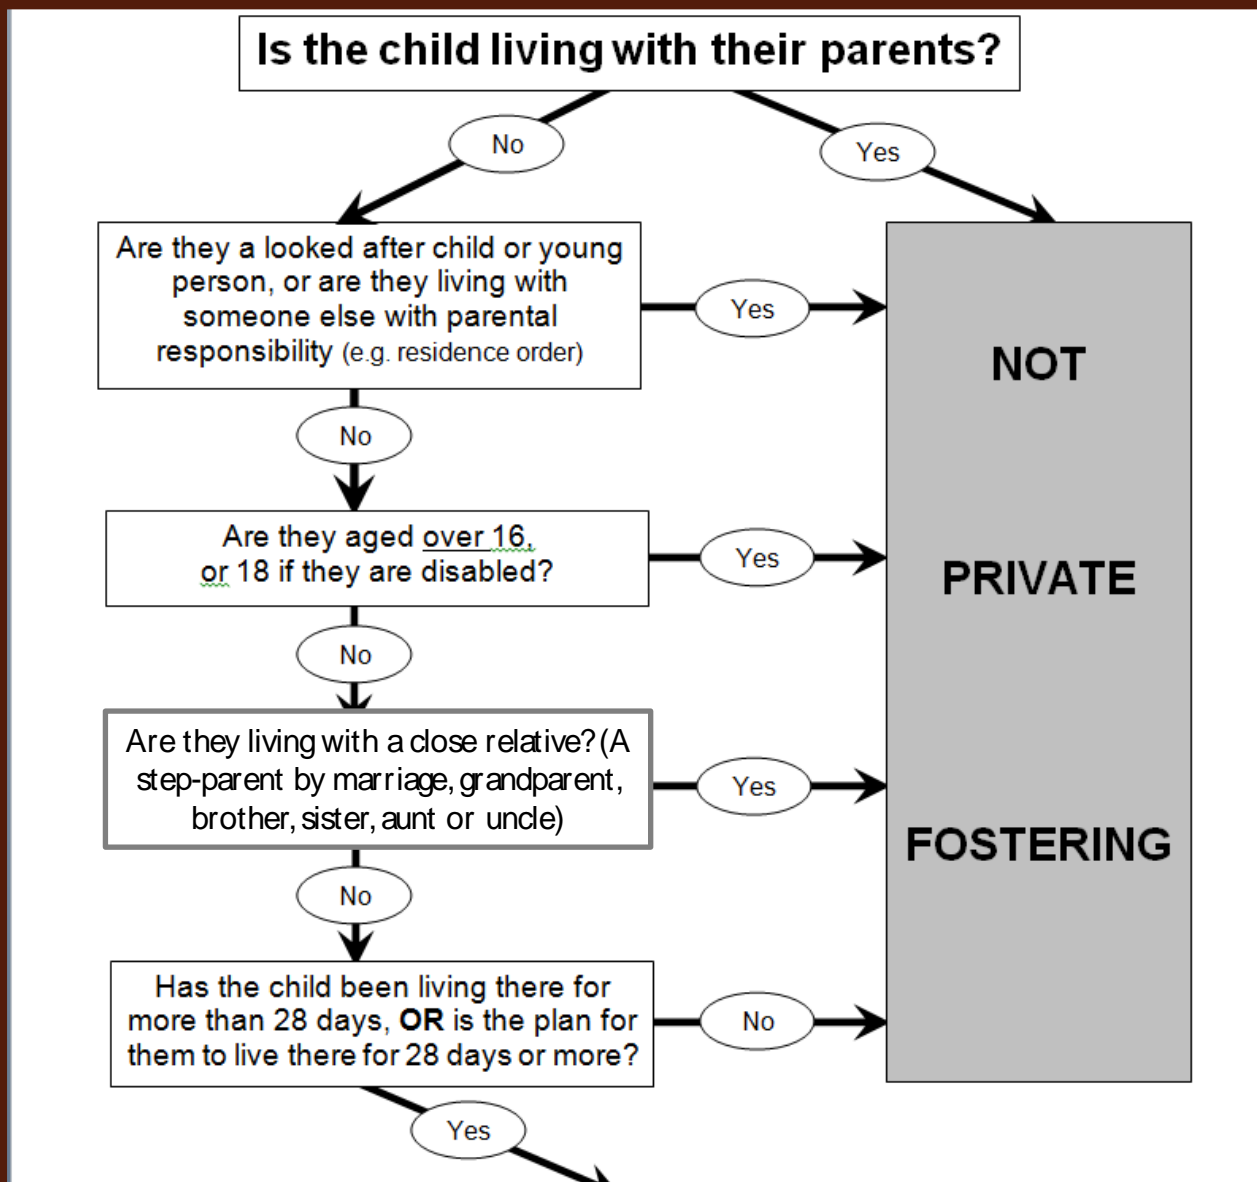 Is the child living with their parents?
No
Yes
Are they a looked after child or young
person, or are they living with
someone else with parental
responsibility (e.g. residence order)
Yes
NOT
No
Are they aged over 16,
or 18 if they are disabled?
Yes
PRIVATE
No
Are they living with a close relative? (A
step-parent by marriage, grandparent,
brother, sister, aunt or uncle)
Yes
FOSTERING
No
Has the child been living there for
more than 28 days, OR is the plan for
them to live there for 28 days or more?
No
Yes